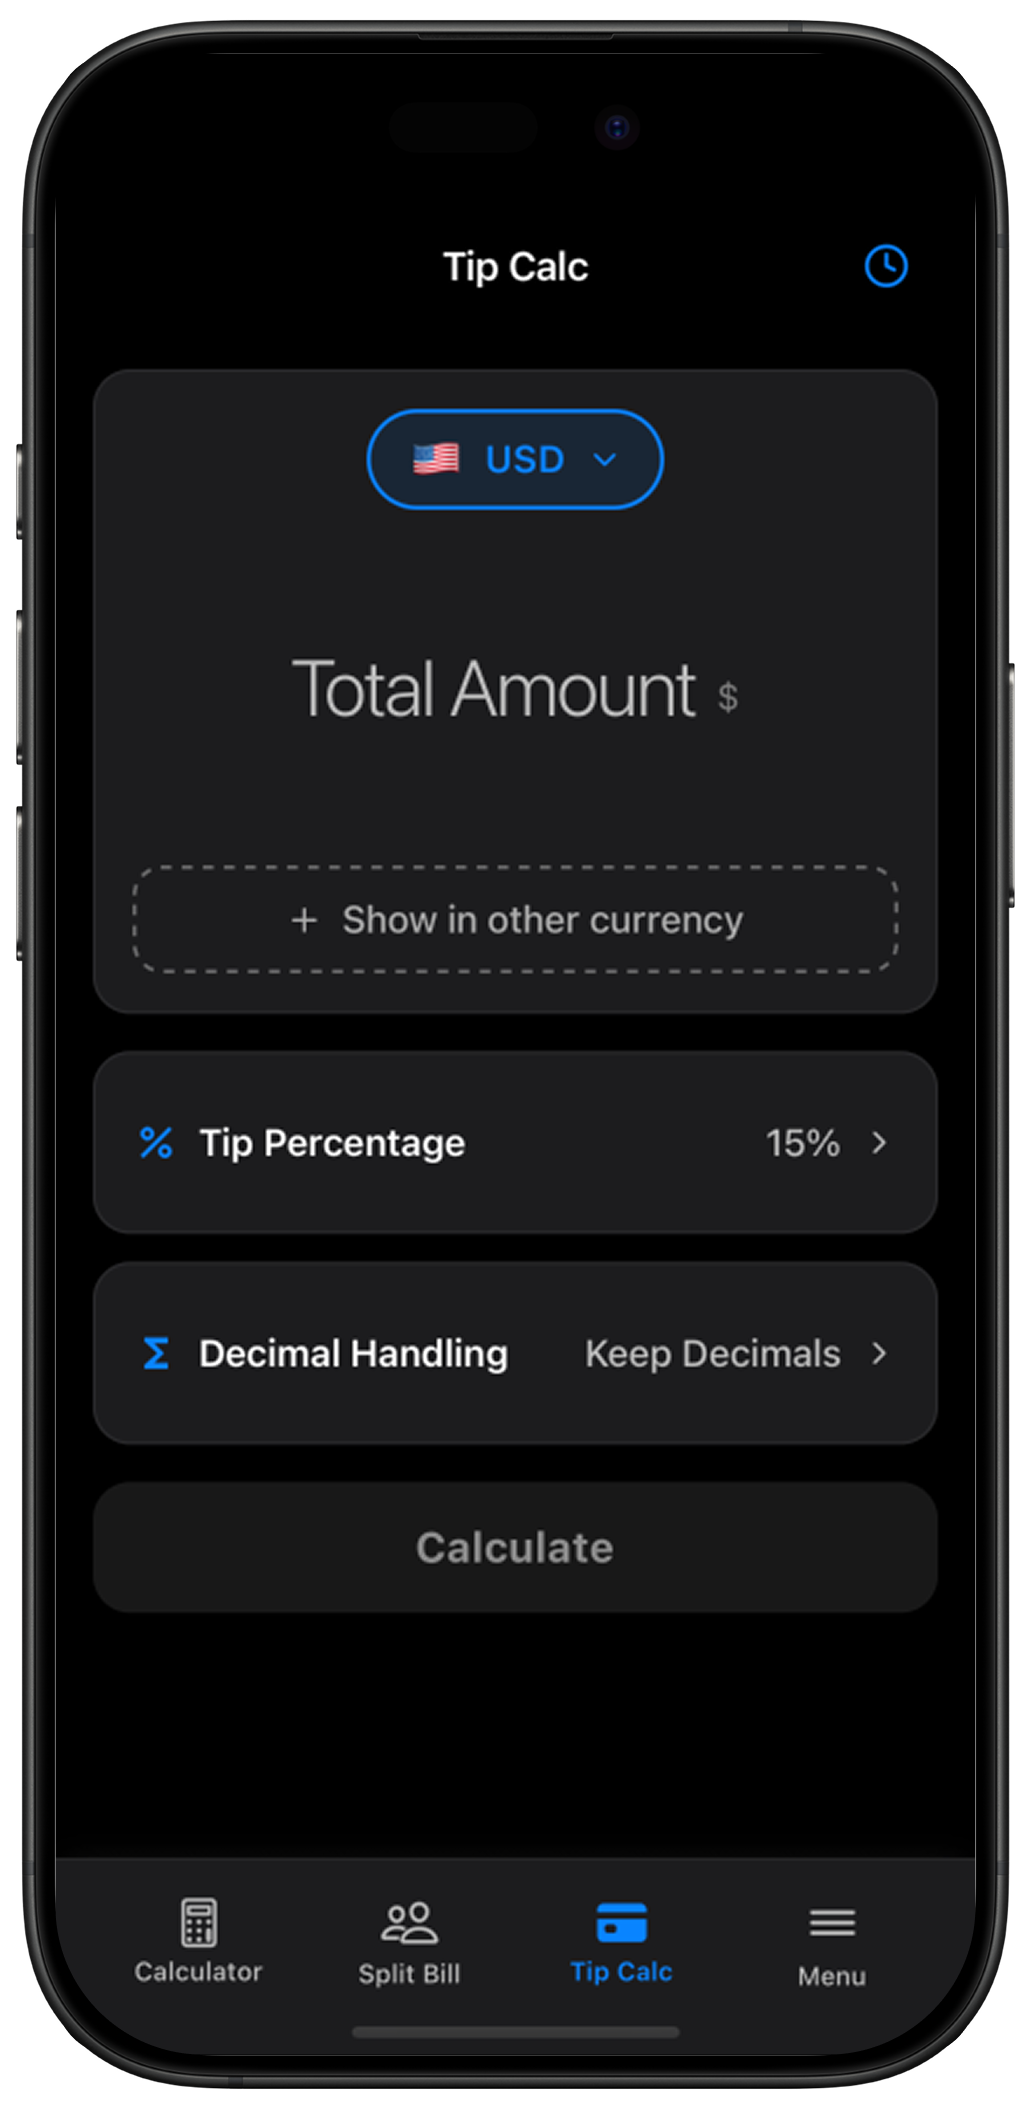 Tip Calc
USD
Total Amount $
+ Show in other currency
% Tip Percentage 15% >
Σ Decimal Handling Keep Decimals >
Calculate
Calculator Split Bill Tip Calc Menu